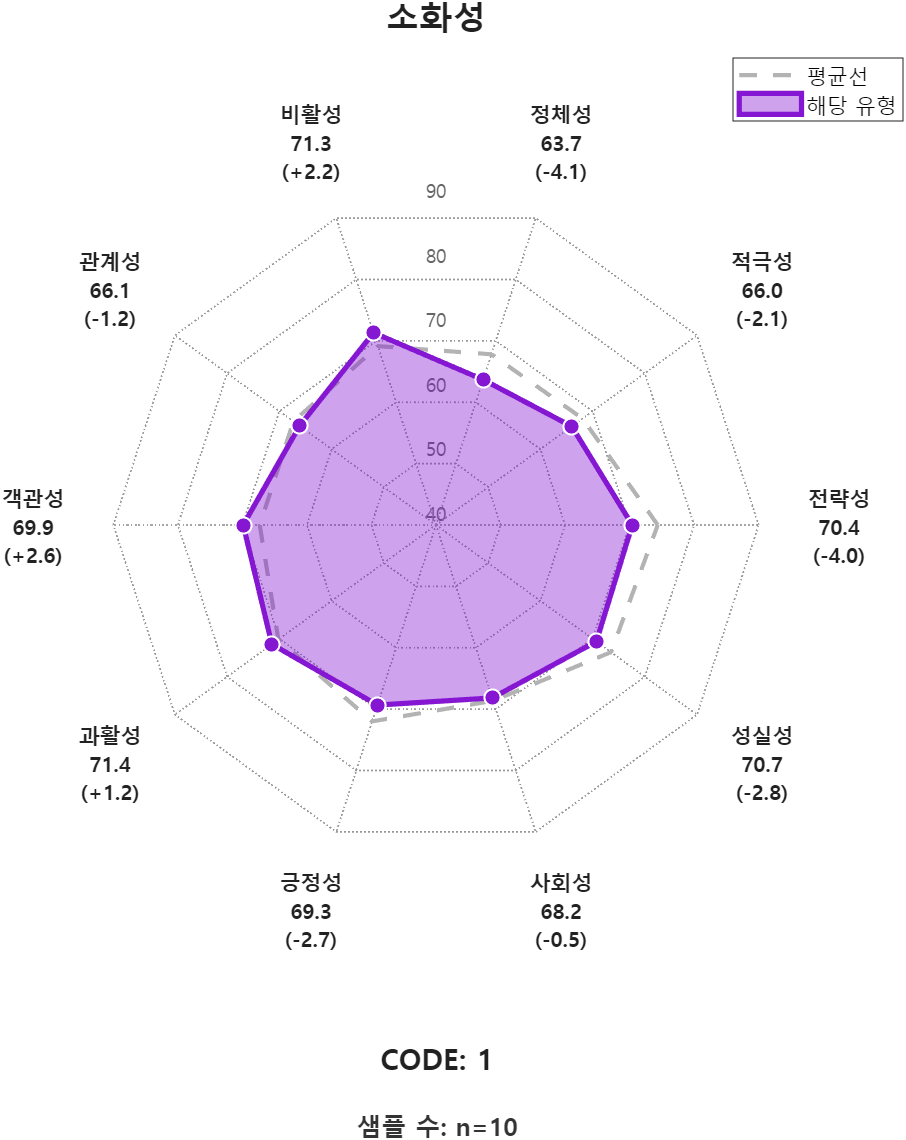 소화성
평균선
해당 유형
비활성
71.3
(+2.2)
정체성
63.7
(-4.1)
관계성
66.1
(-1.2)
적극성
66.0
(-2.1)
90
80
70
60
50
40
객관성
69.9
(+2.6)
전략성
70.4
(-4.0)
과활성
71.4
(+1.2)
성실성
70.7
(-2.8)
긍정성
69.3
(-2.7)
사회성
68.2
(-0.5)
CODE: 1
샘플 수: n=10